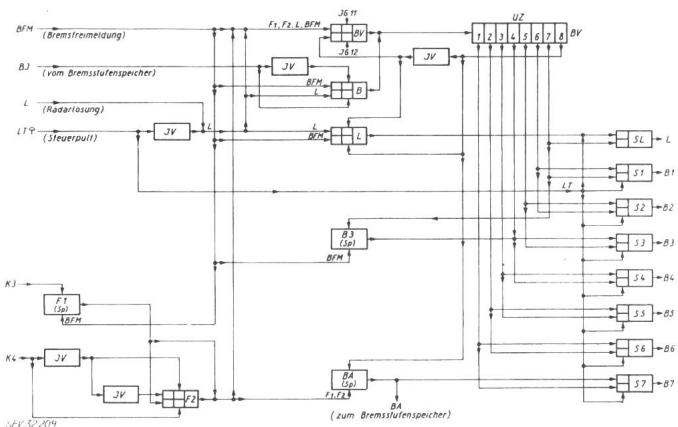 BFM (Bremsfreimeldung)
BJ (vom Bremsstufenspeicher)
L (Radarlösung)
LT (Steuerpult)
JV
L
F1, F2, L, BFM
JG 11
BV
JG 12
JV
BFM
L
B
JV
L
BFM
L
UZ
1 2 3 4 5 6 7 8
BV
SL L
S1 B1
LT
S2 B2
S3 B3
S4 B4
S5 B5
S6 B6
S7 B7
B3
(Sp)
BFM
K3
F1
(Sp)
BFM
K4
JV
JV
F2
BA
(Sp)
F1, F2
BA
(zum Bremsstufenspeicher)
SEV 32 204